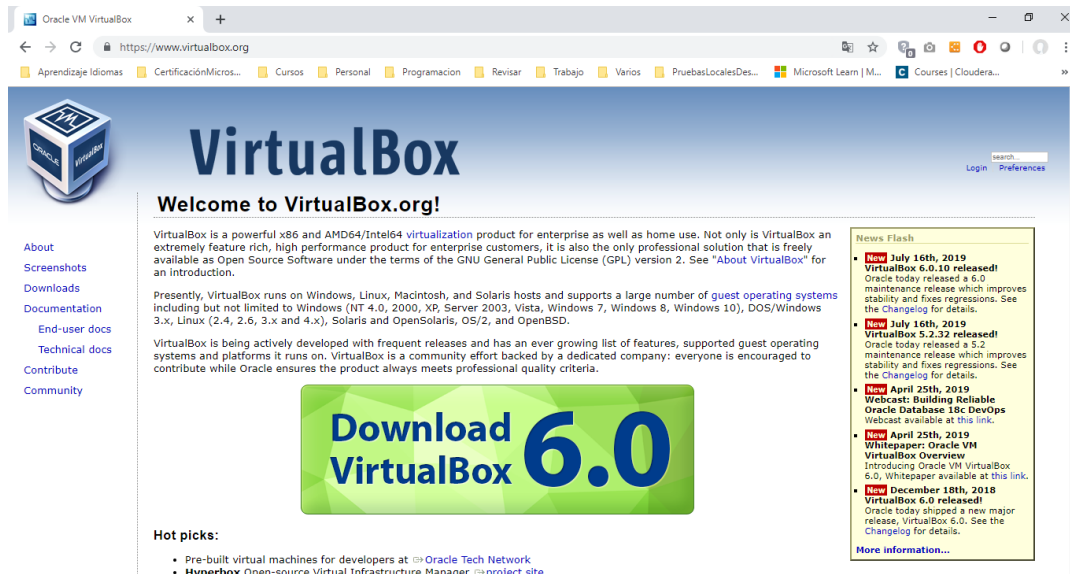 Oracle VM VirtualBox
https://www.virtualbox.org
Aprendizaje Idiomas
CertificaciónMicros...
Cursos
Personal
Programacion
Revisar
Trabajo
Varios
PruebasLocalesDes...
Microsoft Learn | M...
Courses | Cloudera...
»
ORACLE
VirtualBox
VirtualBox
search...
Login Preferences
Welcome to VirtualBox.org!
About
Screenshots
Downloads
Documentation
End-user docs
Technical docs
Contribute
Community
VirtualBox is a powerful x86 and AMD64/Intel64 virtualization product for enterprise as well as home use. Not only is VirtualBox an
extremely feature rich, high performance product for enterprise customers, it is also the only professional solution that is freely
available as Open Source Software under the terms of the GNU General Public License (GPL) version 2. See "About VirtualBox" for
an introduction.
Presently, VirtualBox runs on Windows, Linux, Macintosh, and Solaris hosts and supports a large number of guest operating systems
including but not limited to Windows (NT 4.0, 2000, XP, Server 2003, Vista, Windows 7, Windows 8, Windows 10), DOS/Windows
3.x, Linux (2.4, 2.6, 3.x and 4.x), Solaris and OpenSolaris, OS/2, and OpenBSD.
VirtualBox is being actively developed with frequent releases and has an ever growing list of features, supported guest operating
systems and platforms it runs on. VirtualBox is a community effort backed by a dedicated company: everyone is encouraged to
contribute while Oracle ensures the product always meets professional quality criteria.
Download
VirtualBox 6.0
Hot picks:
• Pre-built virtual machines for developers at Oracle Tech Network
• Hyperbox Open-source Virtual Infrastructure Manager project site
News Flash
New July 16th, 2019
VirtualBox 6.0.10 released!
Oracle today released a 6.0
maintenance release which improves
stability and fixes regressions. See
the Changelog for details.
New July 16th, 2019
VirtualBox 5.2.32 released!
Oracle today released a 5.2
maintenance release which improves
stability and fixes regressions. See
the Changelog for details.
New April 25th, 2019
Webcast: Building Reliable
Oracle Database 18c DevOps
Webcast available at this link.
New April 25th, 2019
Whitepaper: Oracle VM
VirtualBox Overview
Introducing Oracle VM VirtualBox
6.0, Whitepaper available at this link.
New December 18th, 2018
VirtualBox 6.0 released!
Oracle today shipped a new major
release, VirtualBox 6.0. See the
Changelog for details.
More information...